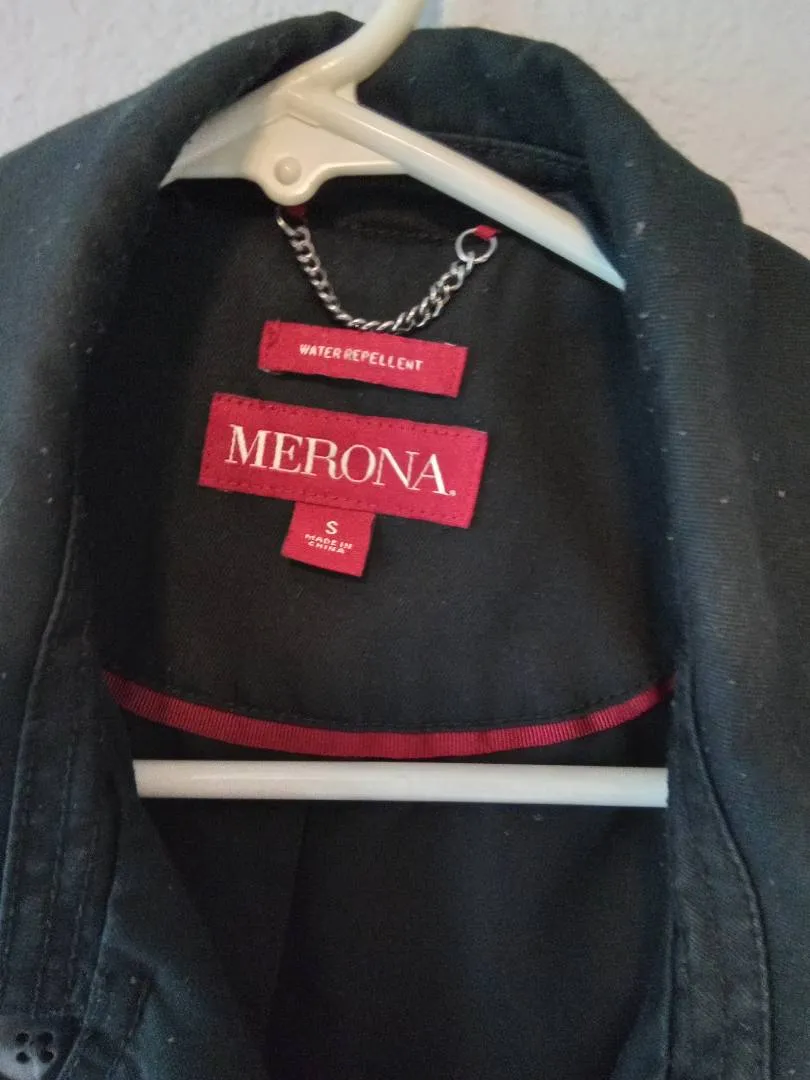 WATER REPELLENT
MERONA.
S
MADE IN
CHINA